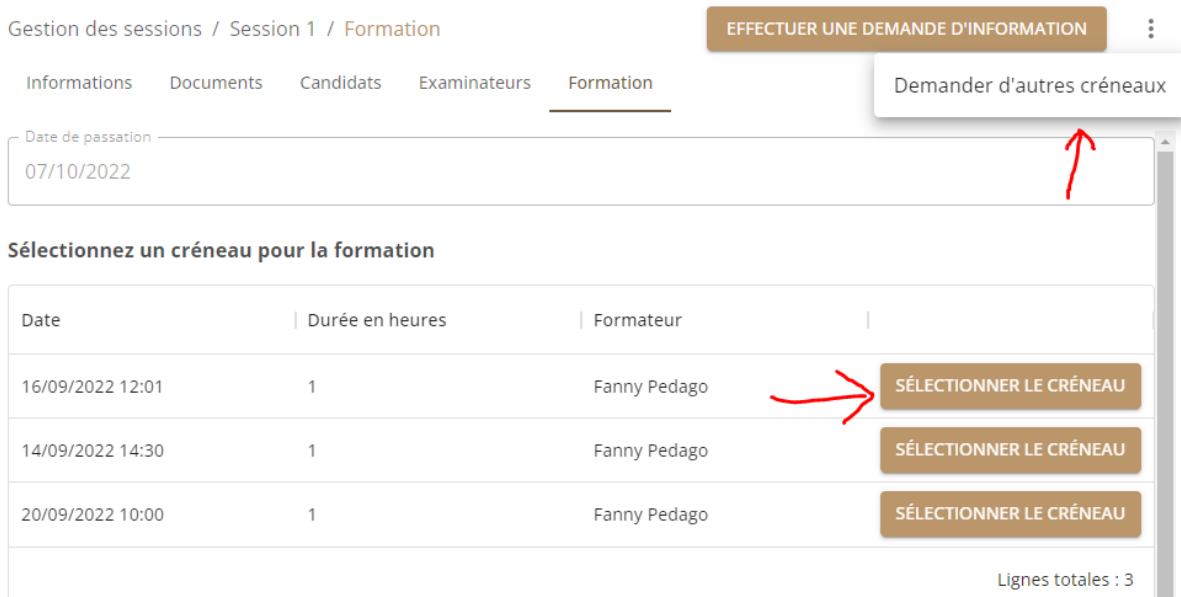 Gestion des sessions / Session 1 / Formation
EFFECTUER UNE DEMANDE D'INFORMATION
Demander d'autres créneaux
Informations Documents Candidats Examinateurs Formation
Date de passation
07/10/2022
Sélectionnez un créneau pour la formation
Date Durée en heures Formateur
16/09/2022 12:01 1 Fanny Pedago SÉLECTIONNER LE CRÉNEAU
14/09/2022 14:30 1 Fanny Pedago SÉLECTIONNER LE CRÉNEAU
20/09/2022 10:00 1 Fanny Pedago SÉLECTIONNER LE CRÉNEAU
Lignes totales : 3